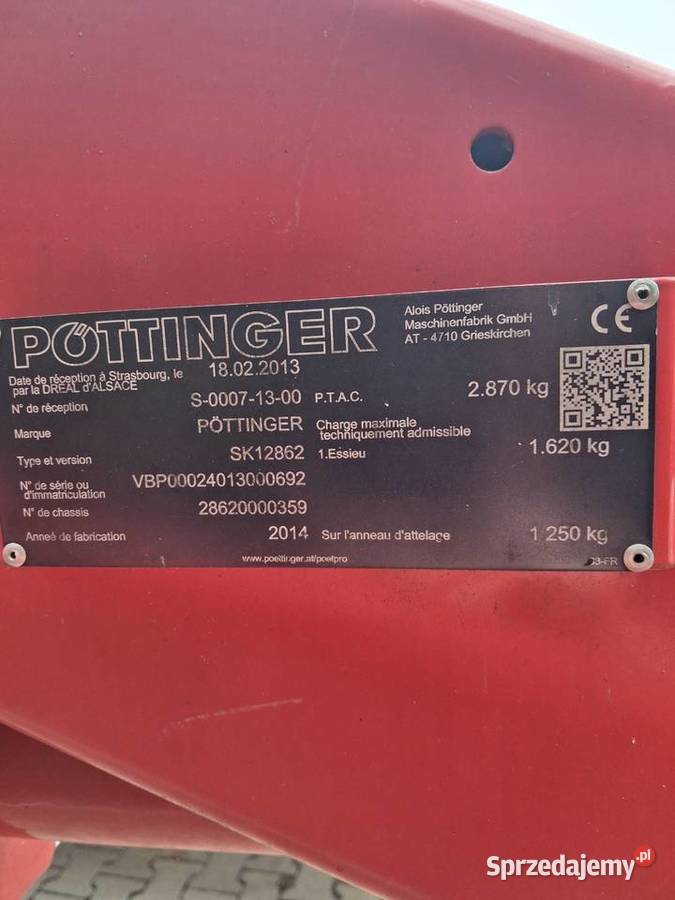 PÖTTINGER
Alois Pöttinger
Maschinenfabrik GmbH
AT - 4710 Grieskirchen
CE
Date de réception à Strasbourg, le
par la DREAL d'ALSACE
18.02.2013
N° de réception S-0007-13-00 P.T.A.C. 2.870 kg
Marque PÖTTINGER Charge maximale
techniquement admissible
Type et version SK12862 1.Essieu 1.620 kg
N° de série ou
d'immatriculation
VBP00024013000692
N° de chassis 28620000359
Anneé de fabrication 2014 Sur l'anneau d'attelage 1 250 kg
www.poettinger.at/poetpro
Sprzedajemy.pl